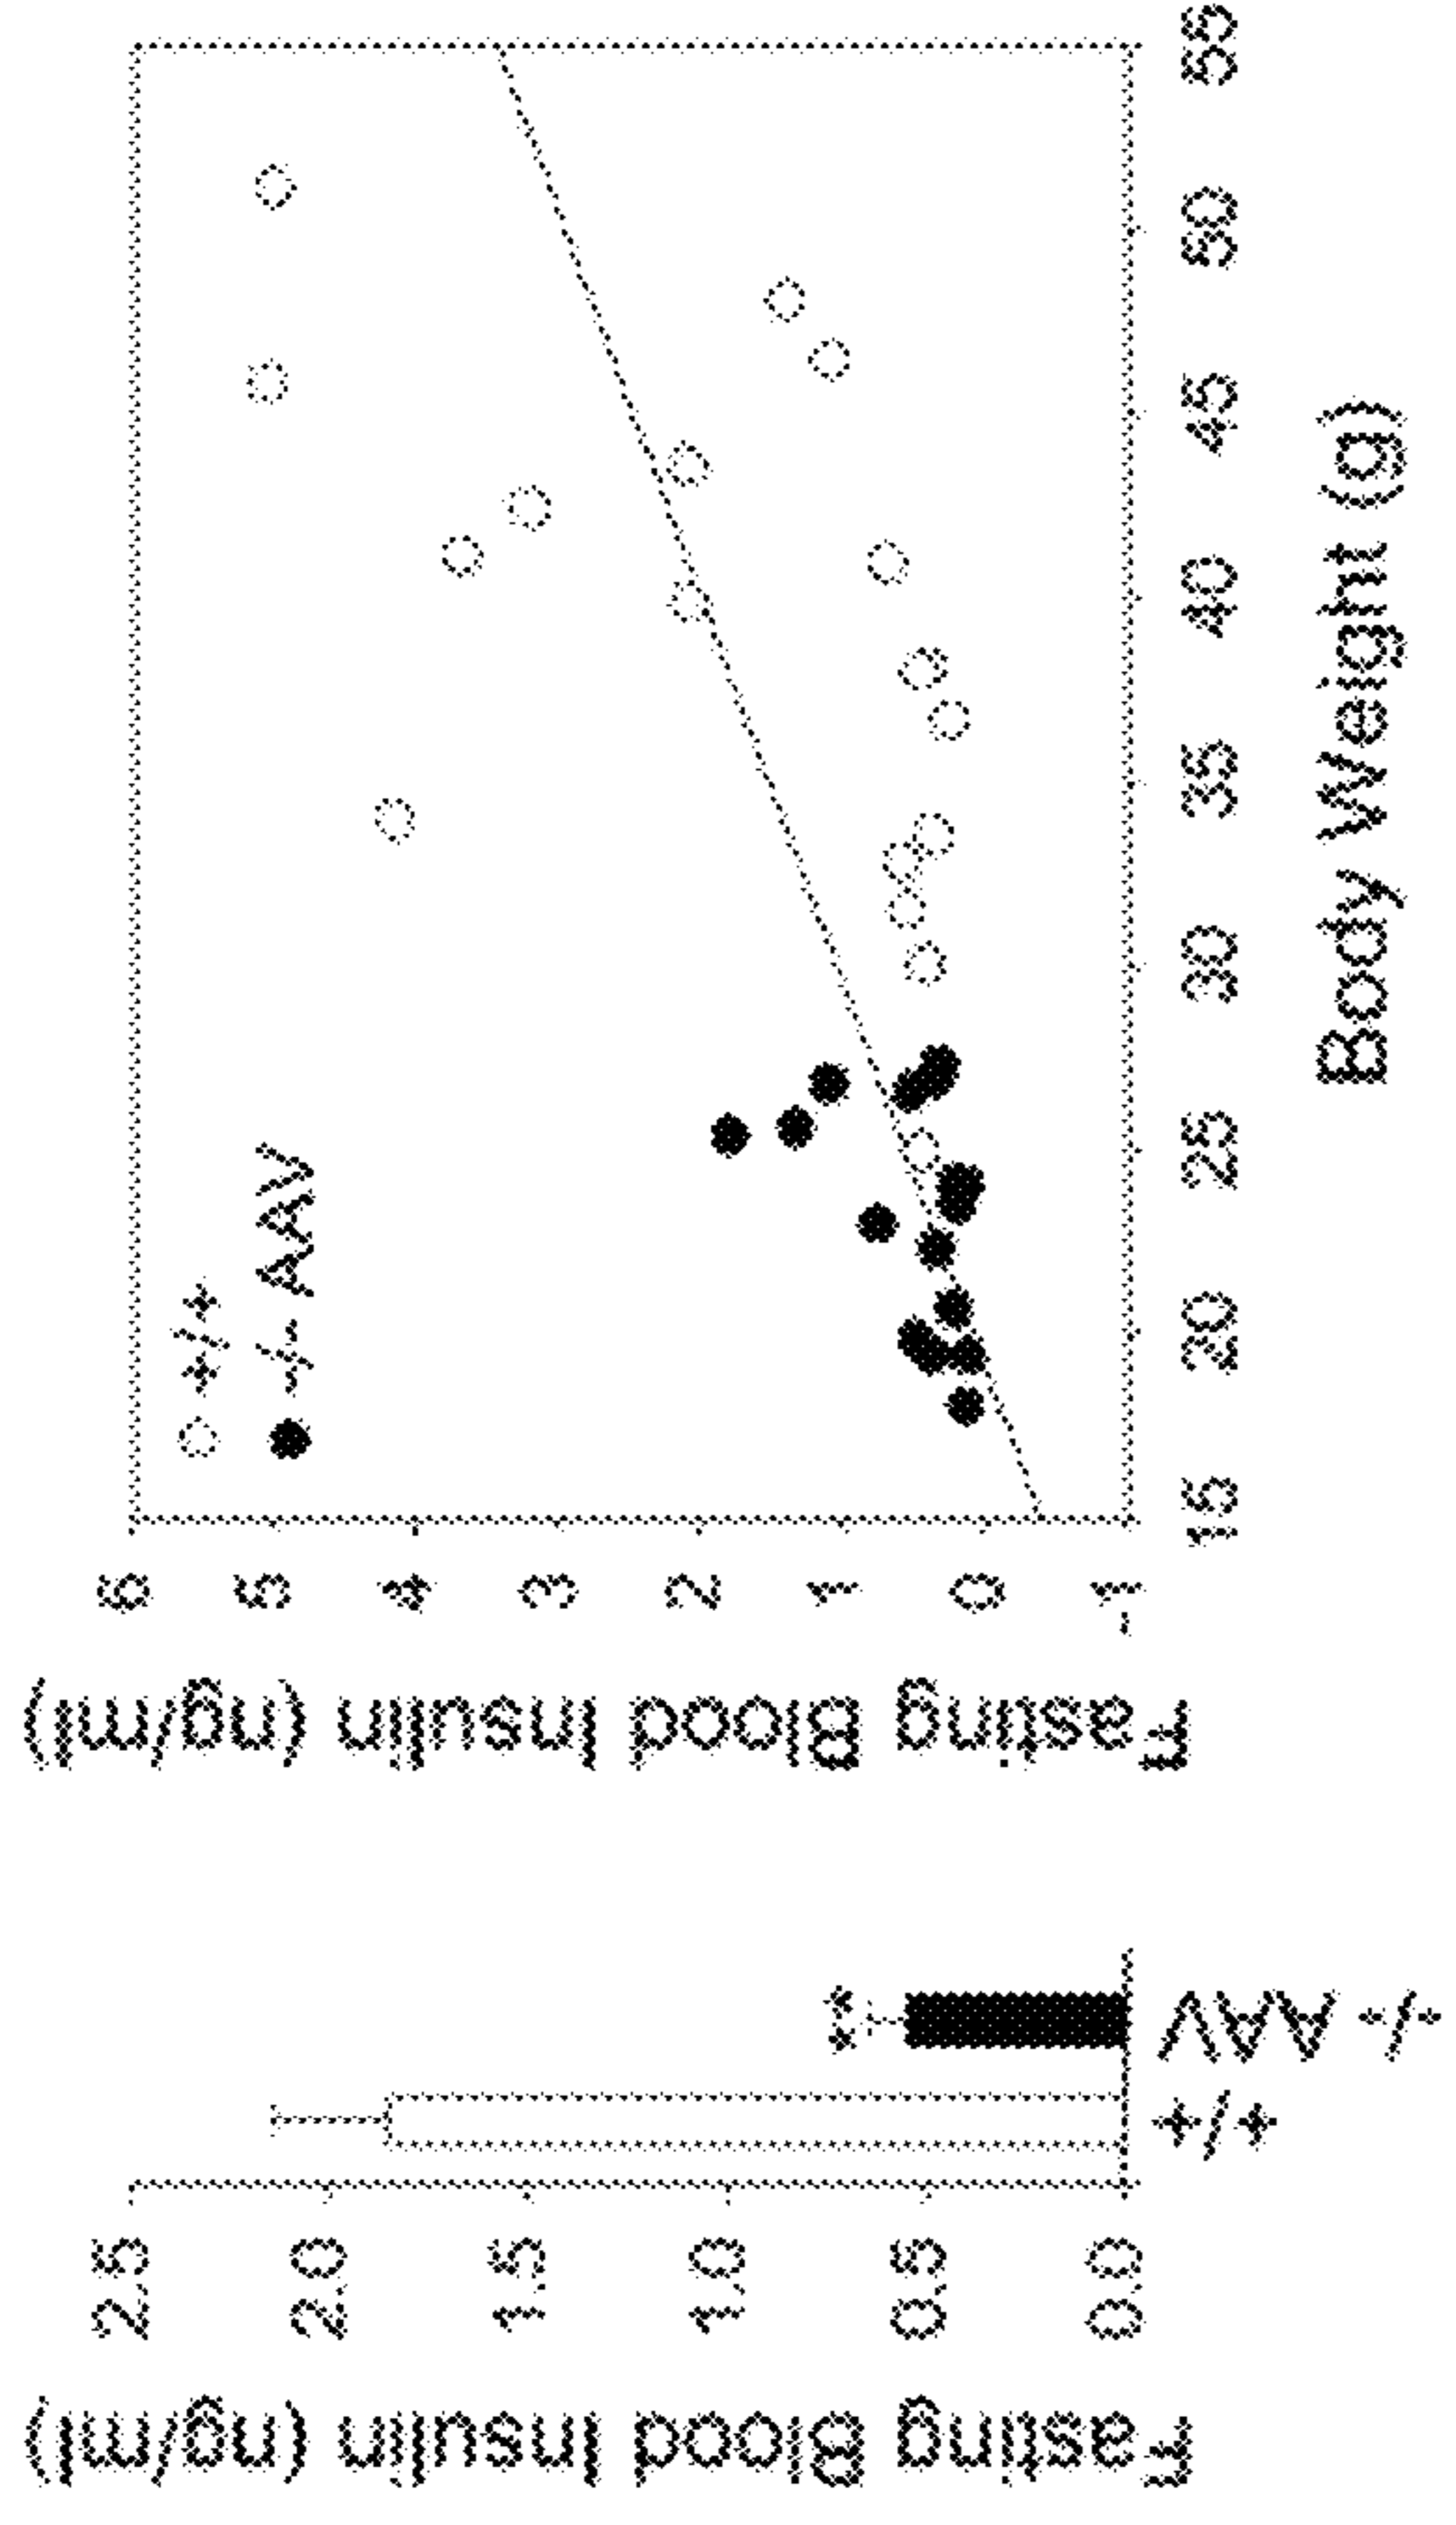 Fasting Blood Insulin (ng/ml)
2.5
2.0
1.5
1.0
0.5
0.0
+/+
-/- AAV
**
Fasting Blood Insulin (ng/ml)
6
5
4
3
2
1
0
-1
+/+
-/- AAV
15 20 25 30 35 40 45 50 55
Body Weight (g)